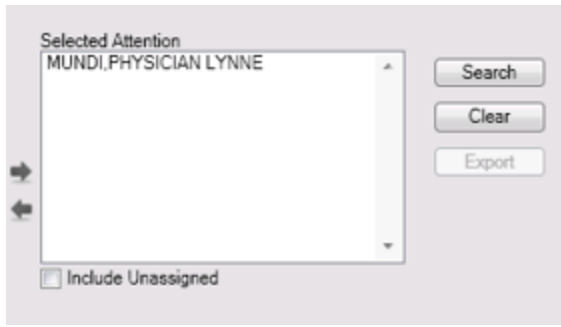 Selected Attention
MUNDI,PHYSICIAN LYNNE
Search
Clear
Export
Include Unassigned